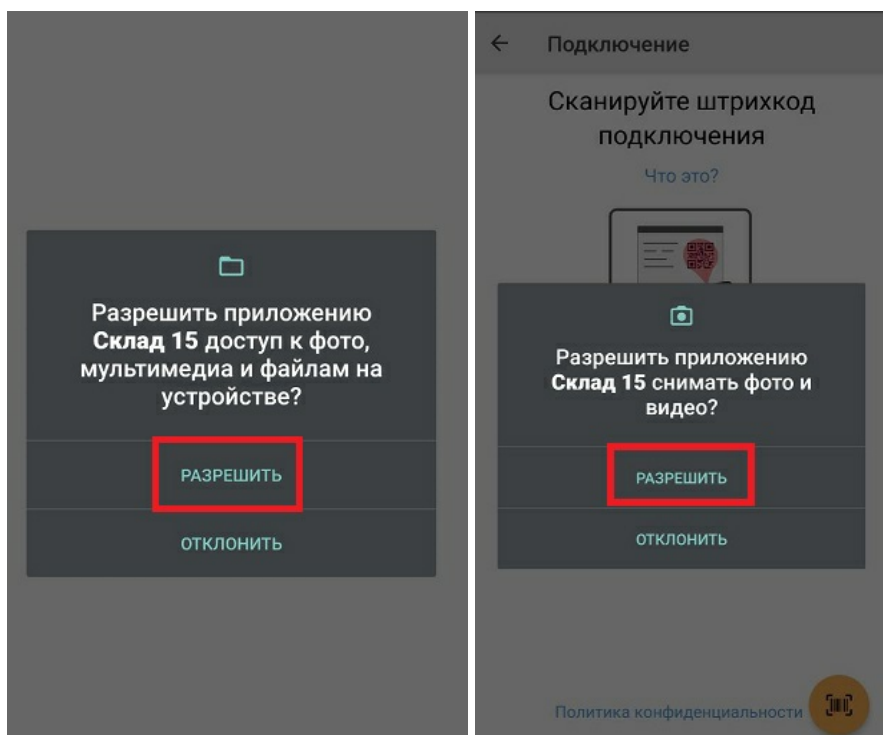 Разрешить приложению
Склад 15 доступ к фото,
мультимедиа и файлам на
устройстве?
РАЗРЕШИТЬ
ОТКЛОНИТЬ
Подключение
Сканируйте штрихкод
подключения
Что это?
Разрешить приложению
Склад 15 снимать фото и
видео?
РАЗРЕШИТЬ
ОТКЛОНИТЬ
Политика конфиденциальности